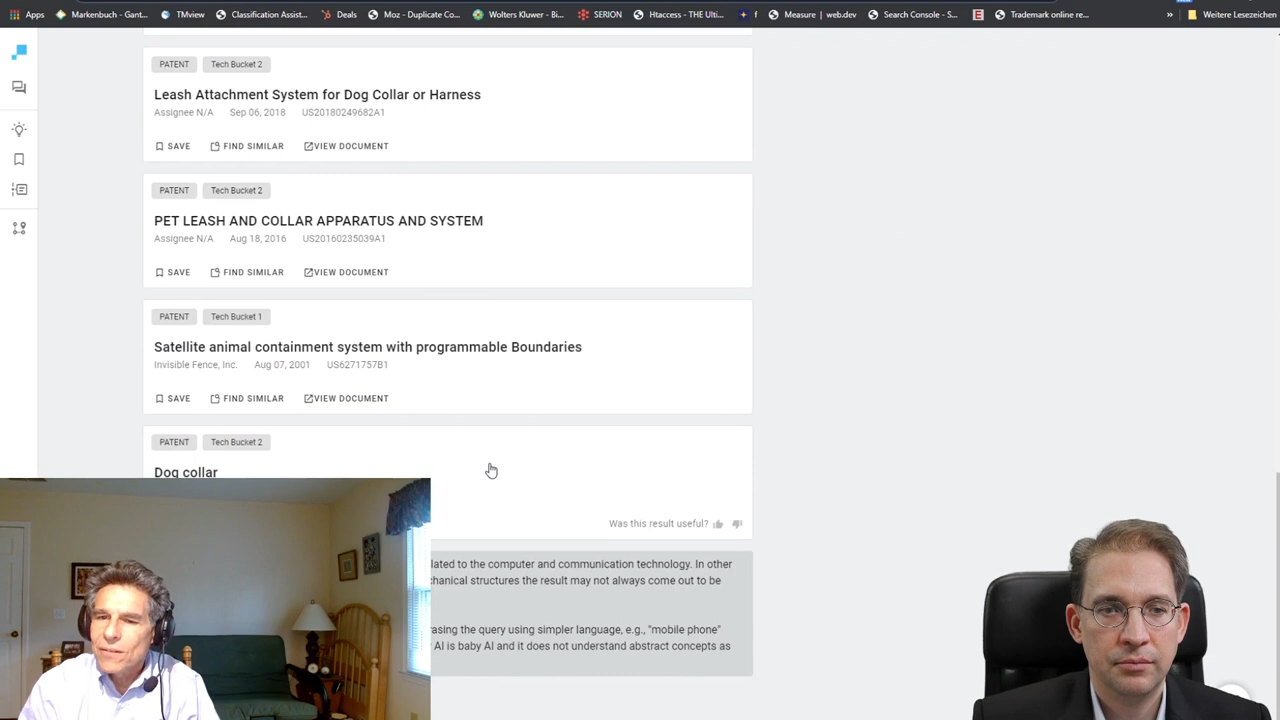 Apps
Markenbuch - Gant...
TMview
Classification Assist...
Deals
Moz - Duplicate Co...
Wolters Kluwer - Bi...
SERION
Htaccess - THE Ulti...
f
Measure | web.dev
Search Console - S...
Trademark online re...
»
Weitere Lesezeichen
PATENT Tech Bucket 2
Leash Attachment System for Dog Collar or Harness
Assignee N/A Sep 06, 2018 US20180249682A1
SAVE FIND SIMILAR VIEW DOCUMENT
PATENT Tech Bucket 2
PET LEASH AND COLLAR APPARATUS AND SYSTEM
Assignee N/A Aug 18, 2016 US20160235039A1
SAVE FIND SIMILAR VIEW DOCUMENT
PATENT Tech Bucket 1
Satellite animal containment system with programmable Boundaries
Invisible Fence, Inc. Aug 07, 2001 US6271757B1
SAVE FIND SIMILAR VIEW DOCUMENT
PATENT Tech Bucket 2
Dog collar
Was this result useful?
lated to the computer and communication technology. In other
chanical structures the result may not always come out to be
rasing the query using simpler language, e.g., "mobile phone"
AI is baby AI and it does not understand abstract concepts as